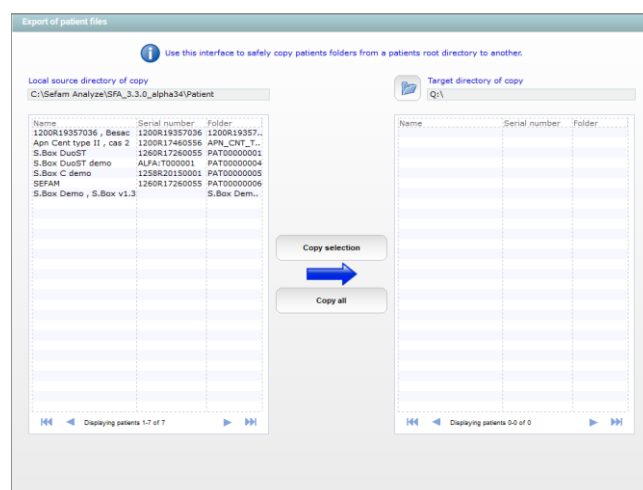 Export of patient files
Use this interface to safely copy patients folders from a patients root directory to another.
Local source directory of copy
C:\Sefam Analyze\SFA_3.3.0_alpha34\Patient
Target directory of copy
Q:\
Name Serial number Folder
1200R19357036 , Besac 1200R19357036 1200R19357..
Apn Cent type II , cas 2 1200R17460556 APN_CNT_T..
S.Box DuoST 1260R17260055 PAT00000001
S.Box DuoST demo ALFA:T000001 PAT00000004
S.Box C demo 1258R20150001 PAT00000005
SEFAM 1260R17260055 PAT00000006
S.Box Demo , S.Box v1.3 S.Box Dem..
Name Serial number Folder
Copy selection
Copy all
Displaying patients 1-7 of 7
Displaying patients 0-0 of 0